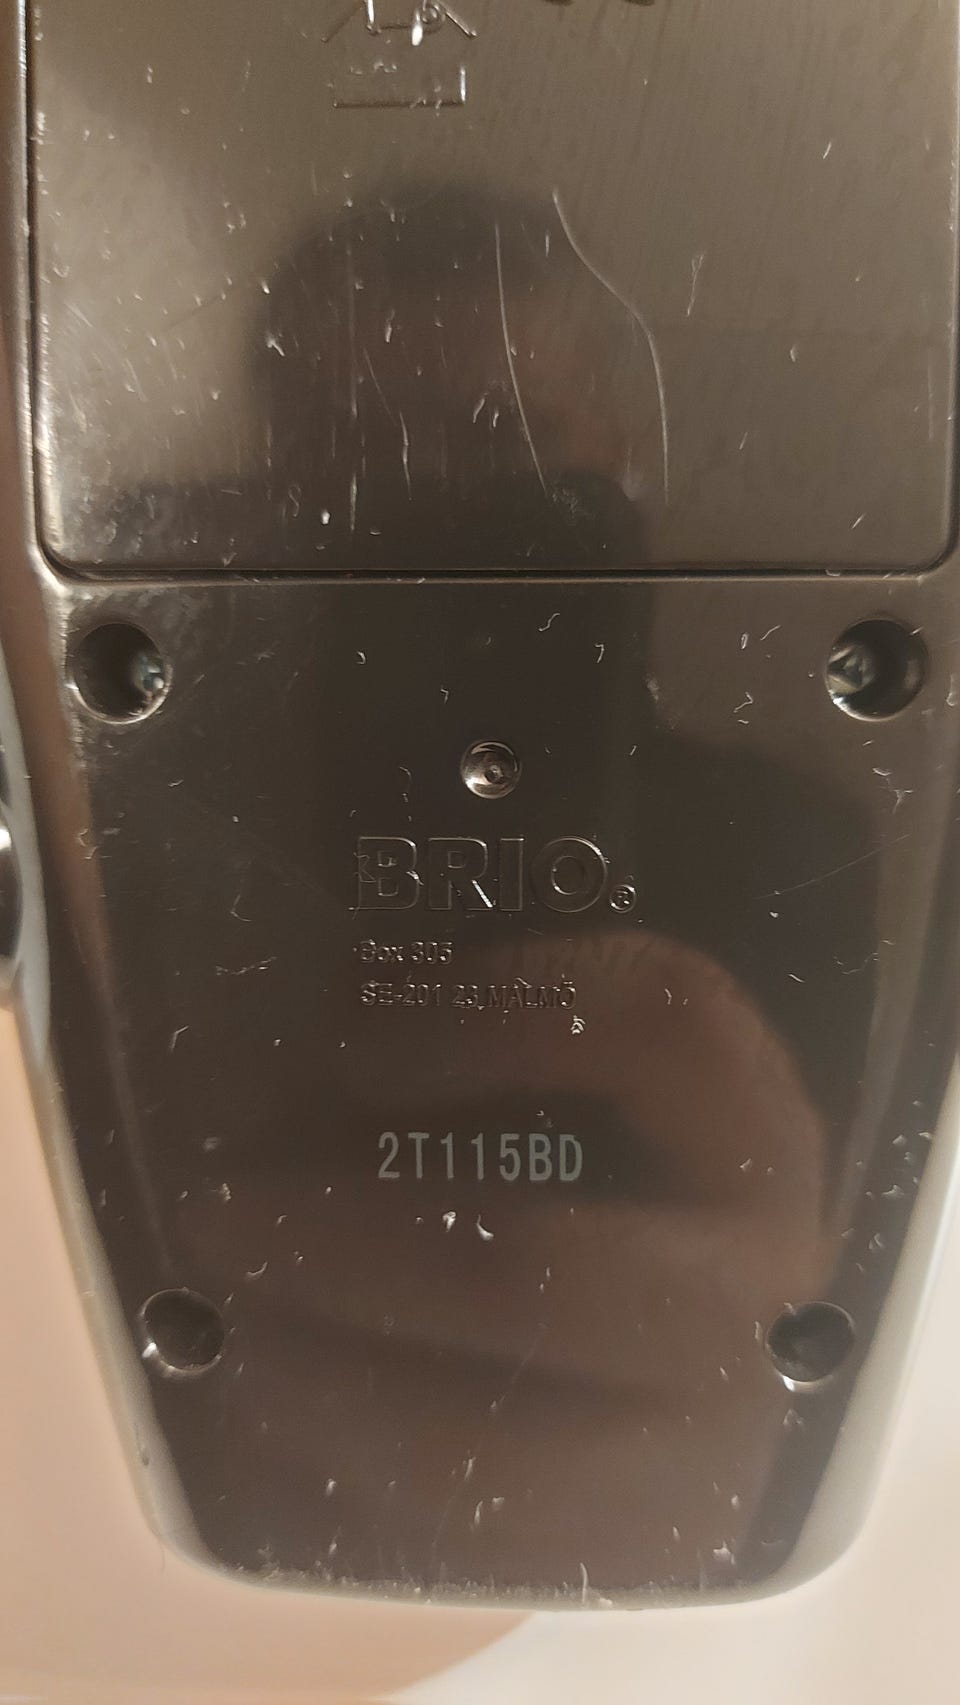 BRIO®
Box 305
SE-201 23 MALMÖ
2T115BD